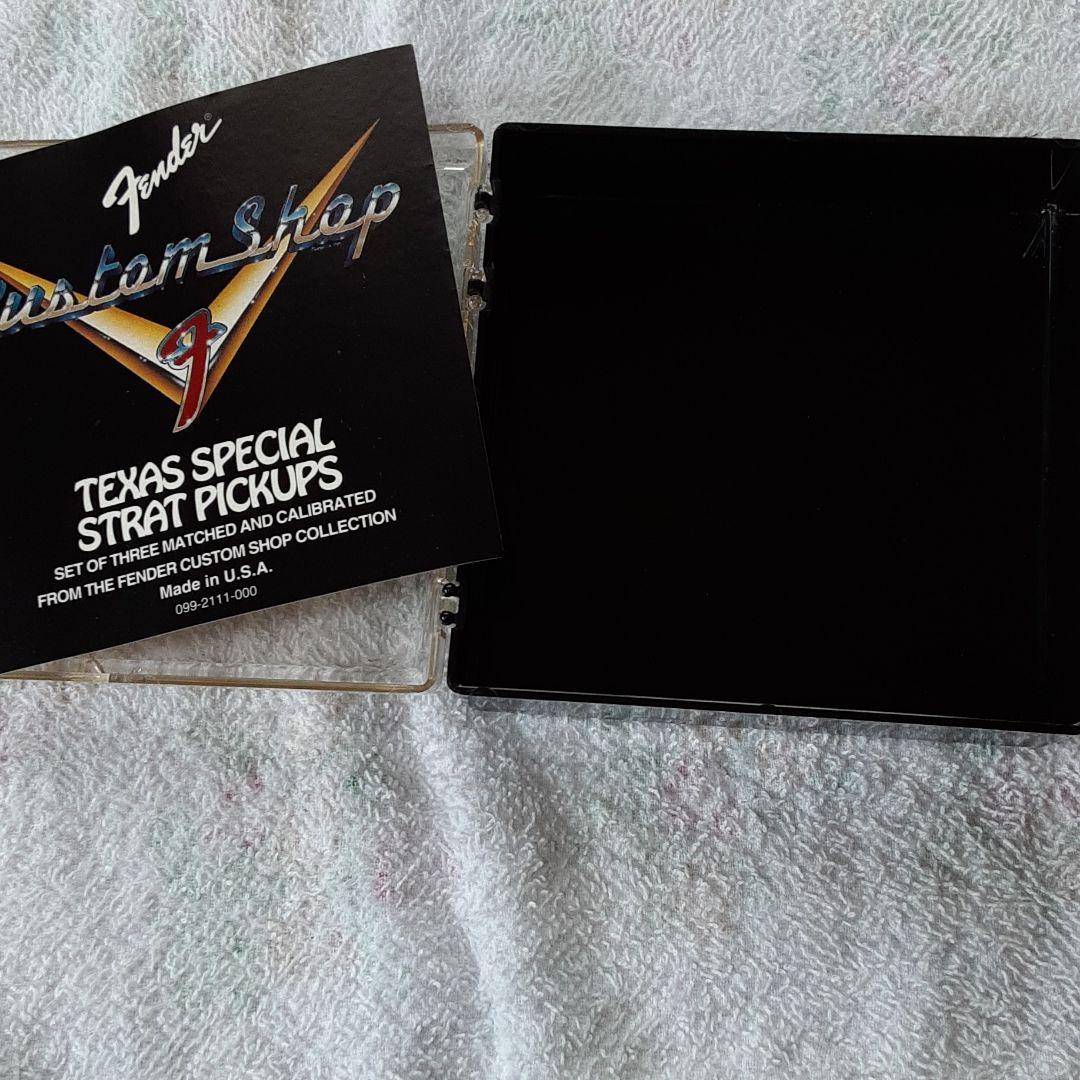 Fender®
Custom Shop
TEXAS SPECIAL
STRAT PICKUPS
SET OF THREE MATCHED AND CALIBRATED
FROM THE FENDER CUSTOM SHOP COLLECTION
Made in U.S.A.
099-2111-000